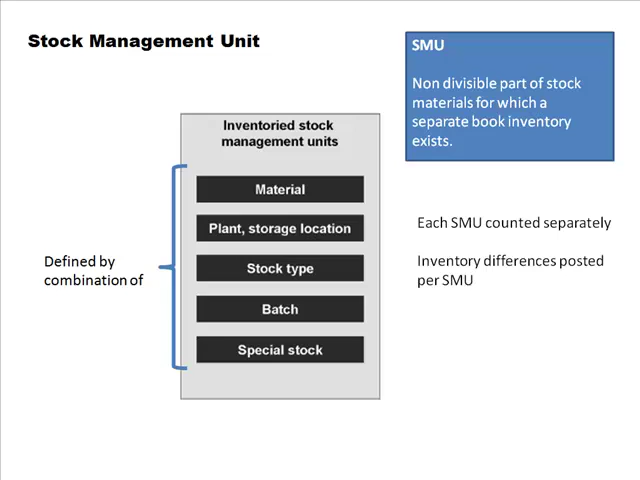 Stock Management Unit
SMU
Non divisible part of stock
materials for which a
separate book inventory
exists.
Inventoried stock
management units
Material
Plant, storage location
Stock type
Batch
Special stock
Defined by
combination of
Each SMU counted separately
Inventory differences posted
per SMU